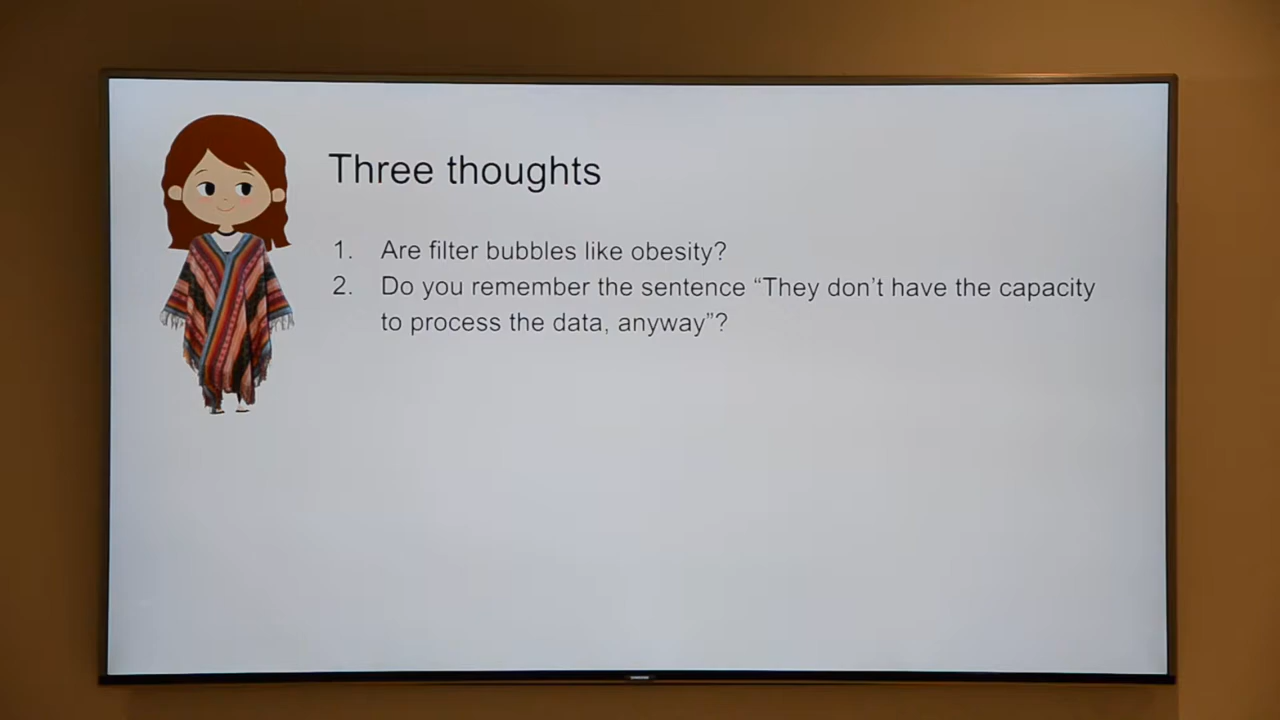 Three thoughts
1. Are filter bubbles like obesity?
2. Do you remember the sentence “They don’t have the capacity
to process the data, anyway”?